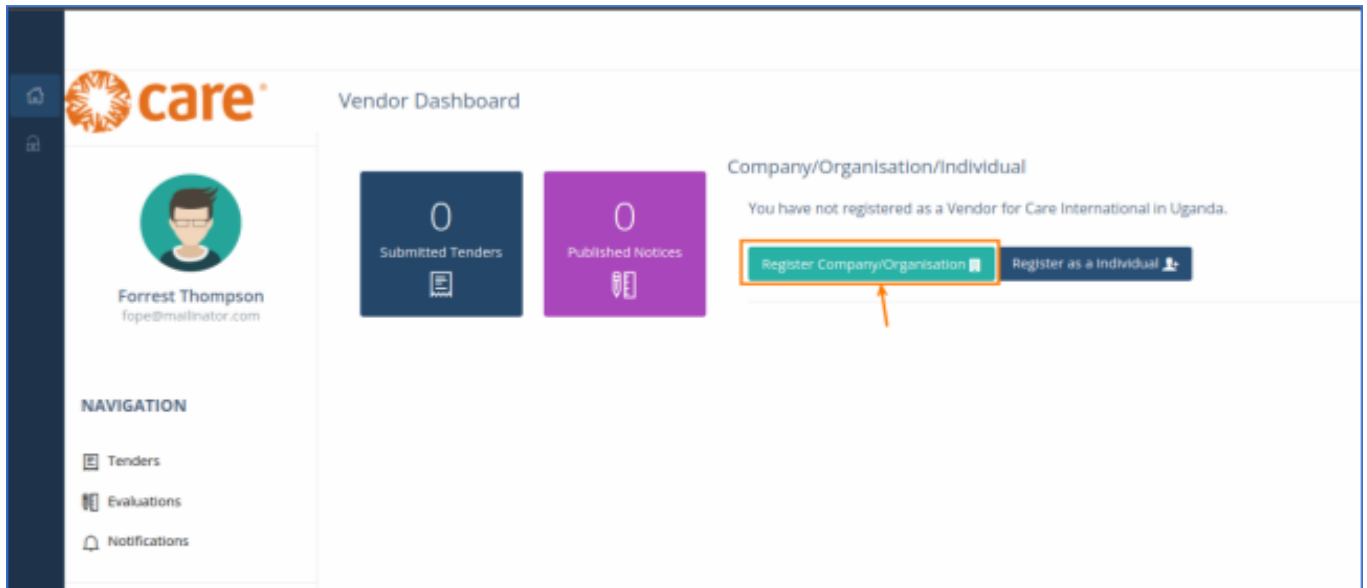 care
Vendor Dashboard
Forrest Thompson
fope@mailinator.com
NAVIGATION
Tenders
Evaluations
Notifications
0
Submitted Tenders
0
Published Notices
Company/Organisation/Individual
You have not registered as a Vendor for Care International in Uganda.
Register Company/Organisation
Register as a Individual